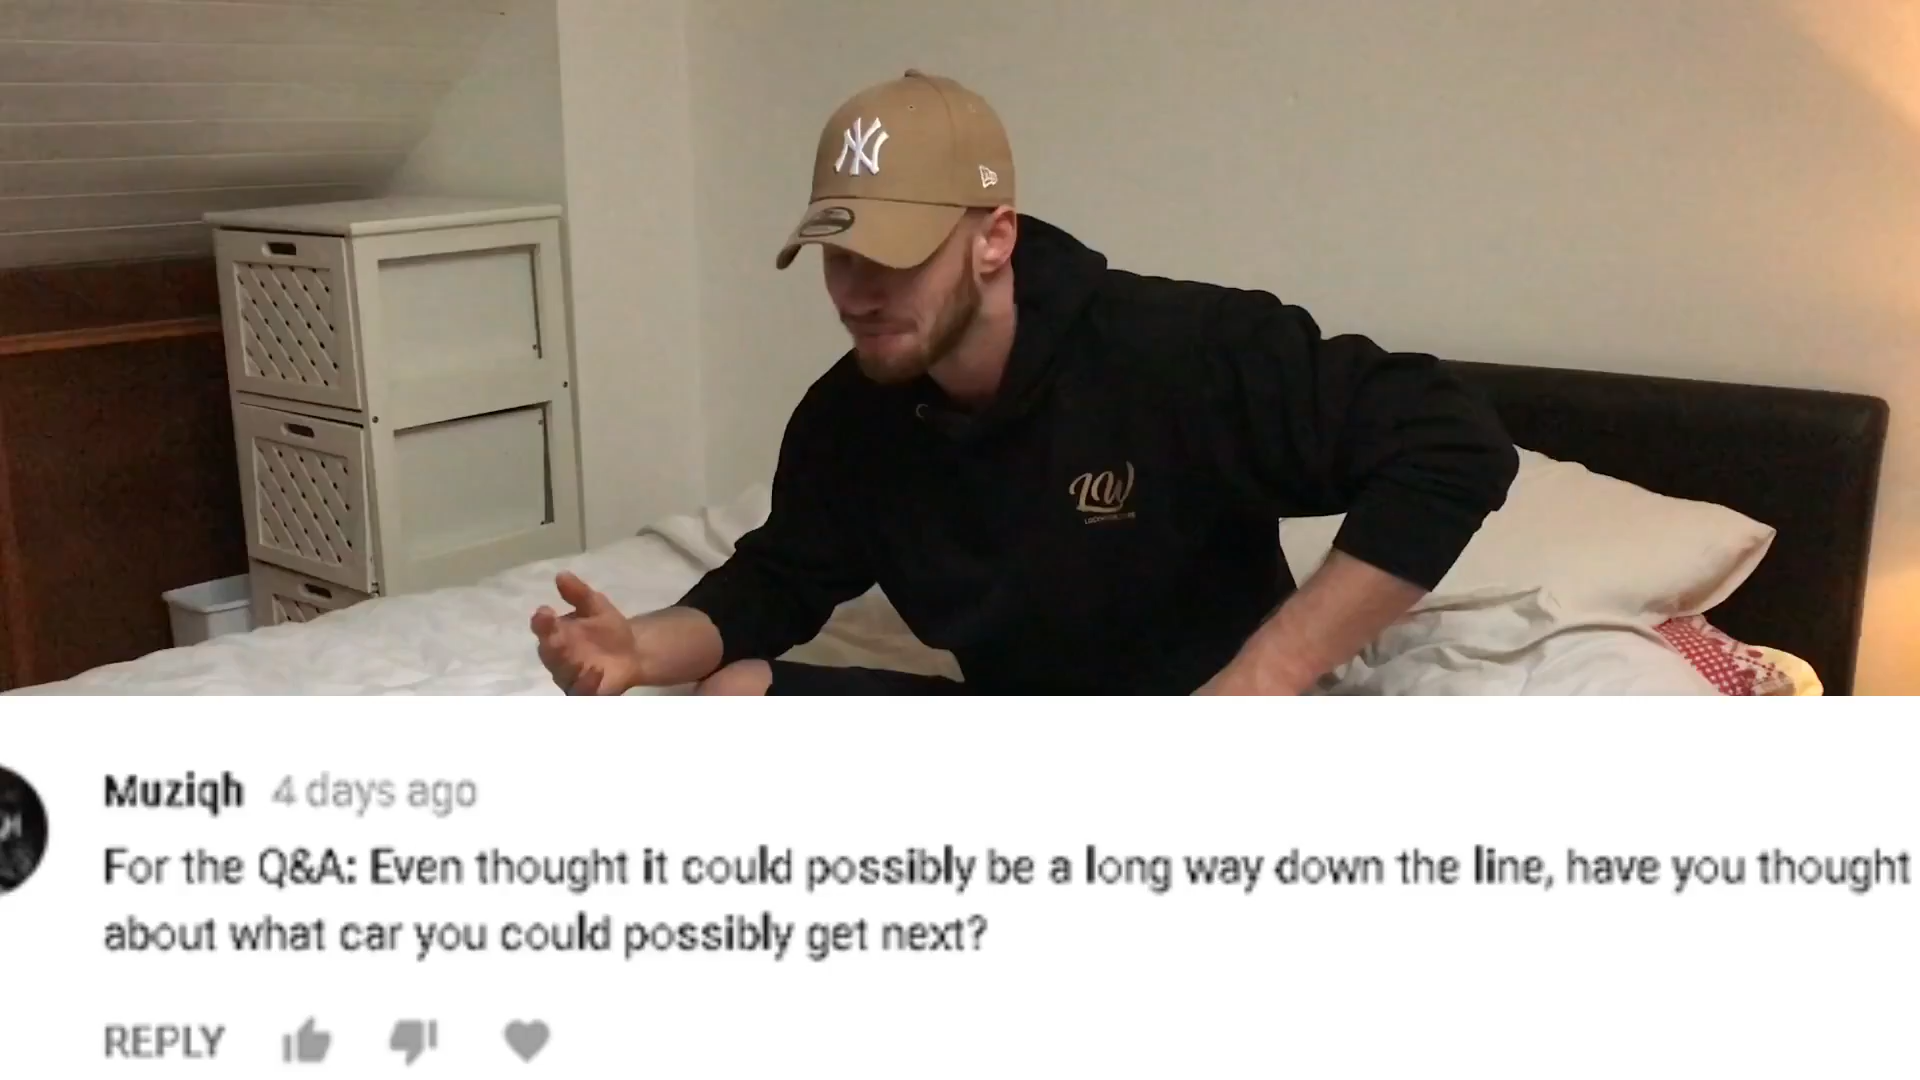 NY
LW
Muziqh 4 days ago
For the Q&A: Even thought it could possibly be a long way down the line, have you thought
about what car you could possibly get next?
REPLY